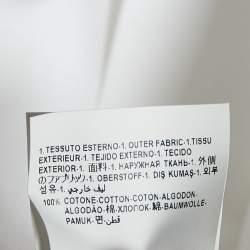 1. TESSUTO ESTERNO-1. OUTER FABRIC-1.TISSU
EXTERIEUR-1. TEJIDO EXTERNO-1. TECIDO
EXTERIOR-1. 面料-1. НАРУЖНАЯ ТКАНЬ-1. 外側
のファブリック-1. OBERSTOFF-1. DIŞ KUMAŞ-1. 외부
섬유-1. ليف خارجي
100% COTONE-COTTON-COTON-ALGODON-
ALGODÃO-棉-ХЛОПОК-綿-BAUMWOLLE-
PAMUK-면-قطن